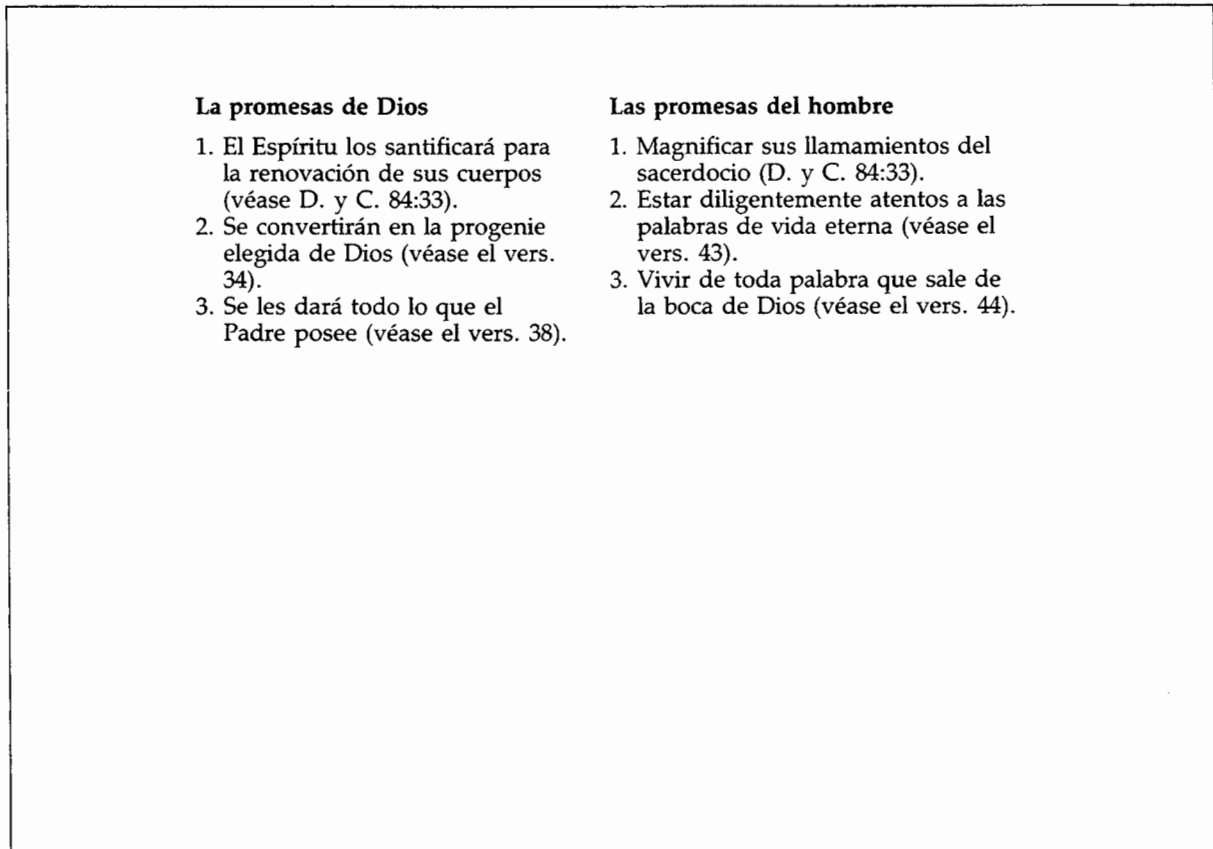 La promesas de Dios
1. El Espíritu los santificará para
la renovación de sus cuerpos
(véase D. y C. 84:33).
2. Se convertirán en la progenie
elegida de Dios (véase el vers.
34).
3. Se les dará todo lo que el
Padre posee (véase el vers. 38).
Las promesas del hombre
1. Magnificar sus llamamientos del
sacerdocio (D. y C. 84:33).
2. Estar diligentemente atentos a las
palabras de vida eterna (véase el
vers. 43).
3. Vivir de toda palabra que sale de
la boca de Dios (véase el vers. 44).